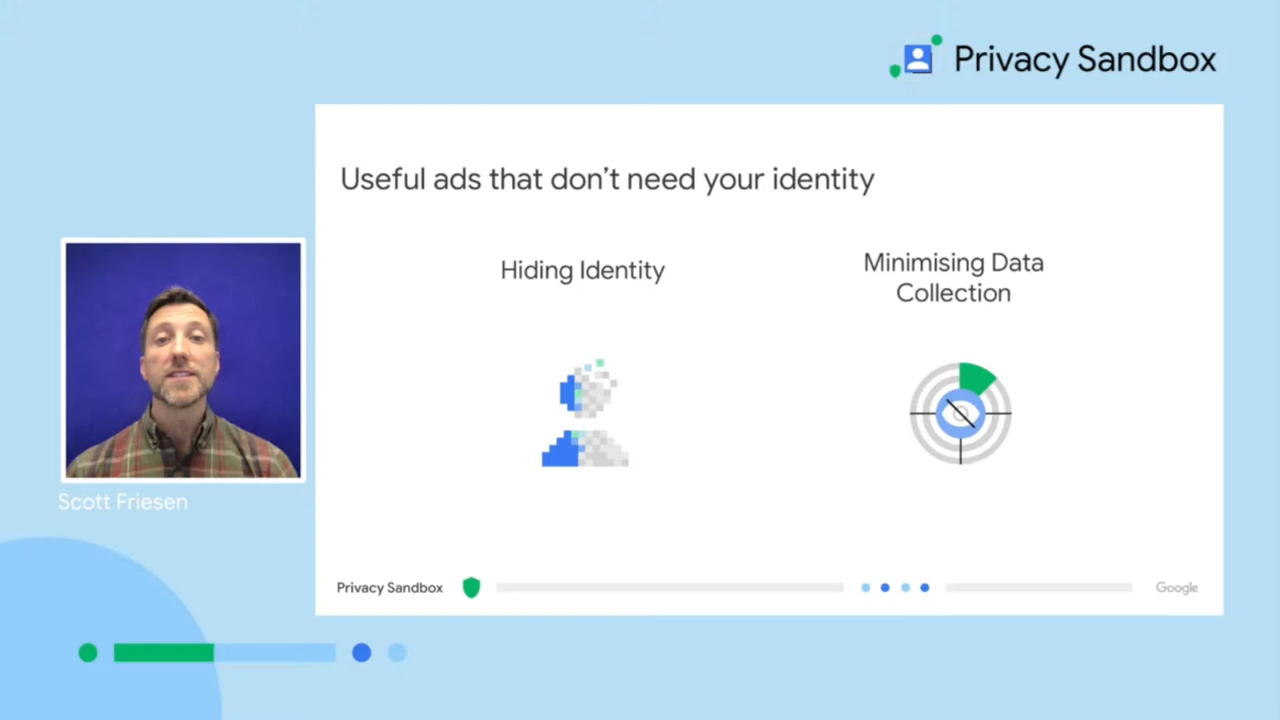 Privacy Sandbox
Useful ads that don’t need your identity
Hiding Identity
Minimising Data
Collection
Scott Friesen
Privacy Sandbox
Google